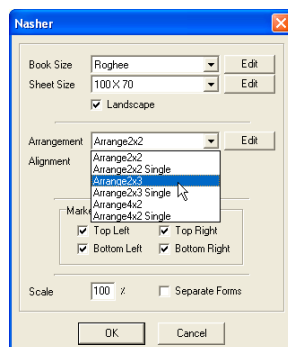 Nasher
Book Size Roghee Edit
Sheet Size 100 X 70 Edit
Landscape
Arrangement Arrange2x2 Edit
Alignment
Arrange2x2
Arrange2x2 Single
Arrange2x3
Arrange2x3 Single
Arrange4x2
Arrange4x2 Single
Top Left Top Right
Bottom Left Bottom Right
Scale 100 % Separate Forms
OK Cancel